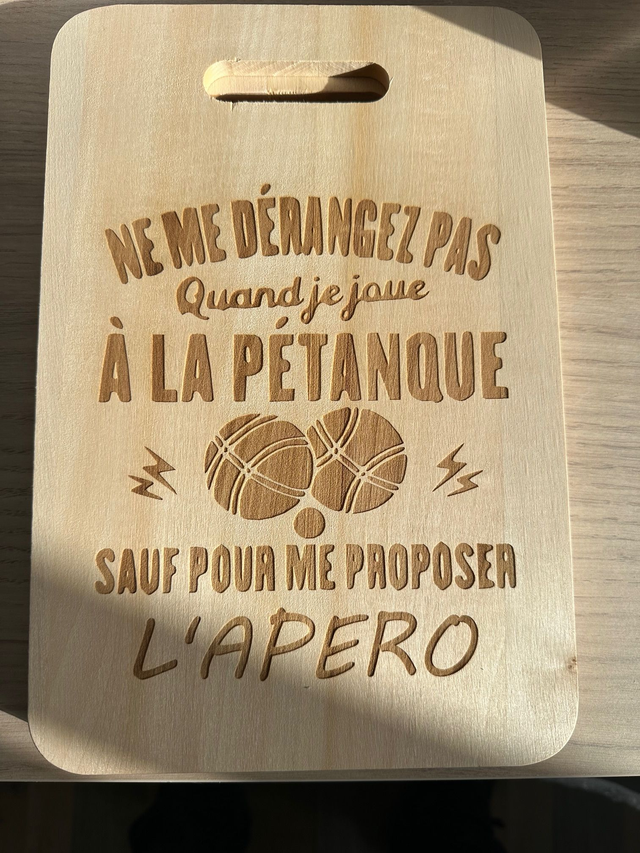 NE ME DÉRANGEZ PAS
Quand je joue
À LA PÉTANQUE
SAUF POUR ME PROPOSER
L'APERO